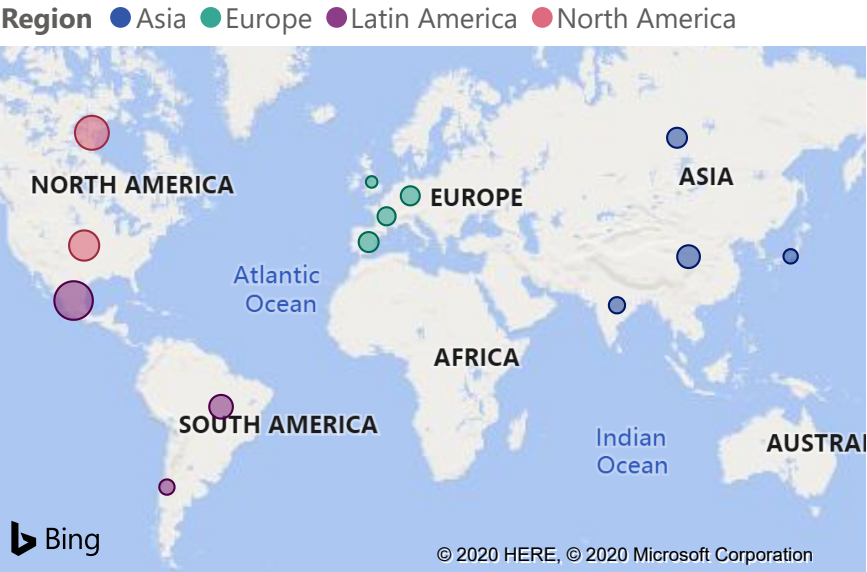 Region Asia Europe Latin America North America
NORTH AMERICA
EUROPE
ASIA
Atlantic
Ocean
AFRICA
SOUTH AMERICA
Indian
Ocean
AUSTRAL
Bing
© 2020 HERE, © 2020 Microsoft Corporation